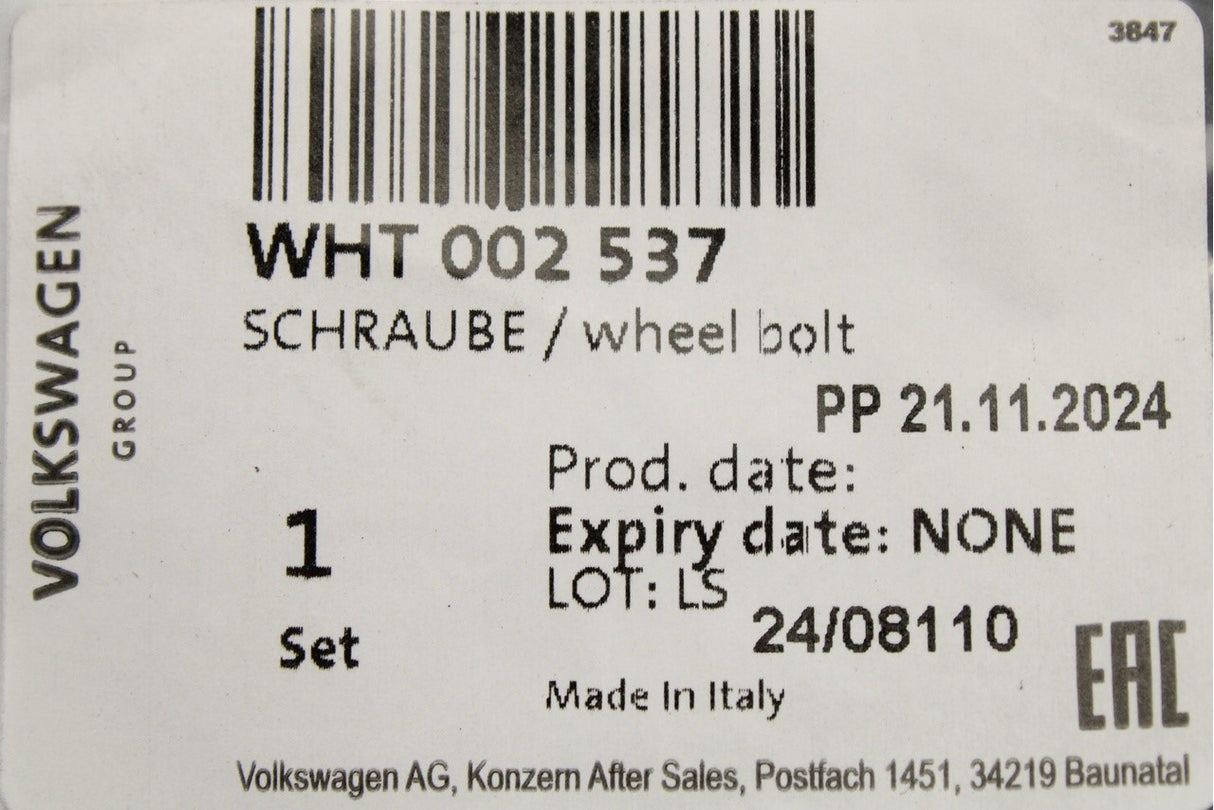 3847
WHT 002 537
SCHRAUBE / wheel bolt
PP 21.11.2024
Prod. date:
Expiry date: NONE
LOT: LS
24/08110
1
Set
Made In Italy
EAC
Volkswagen AG, Konzern After Sales, Postfach 1451, 34219 Baunatal
VOLKSWAGEN
GROUP